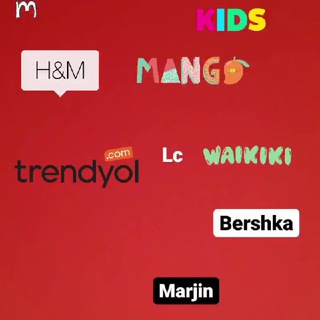 m
KIDS
H&M
MANGO
trendyol
.com
Lc WAIKIKI
Bershka
Marjin